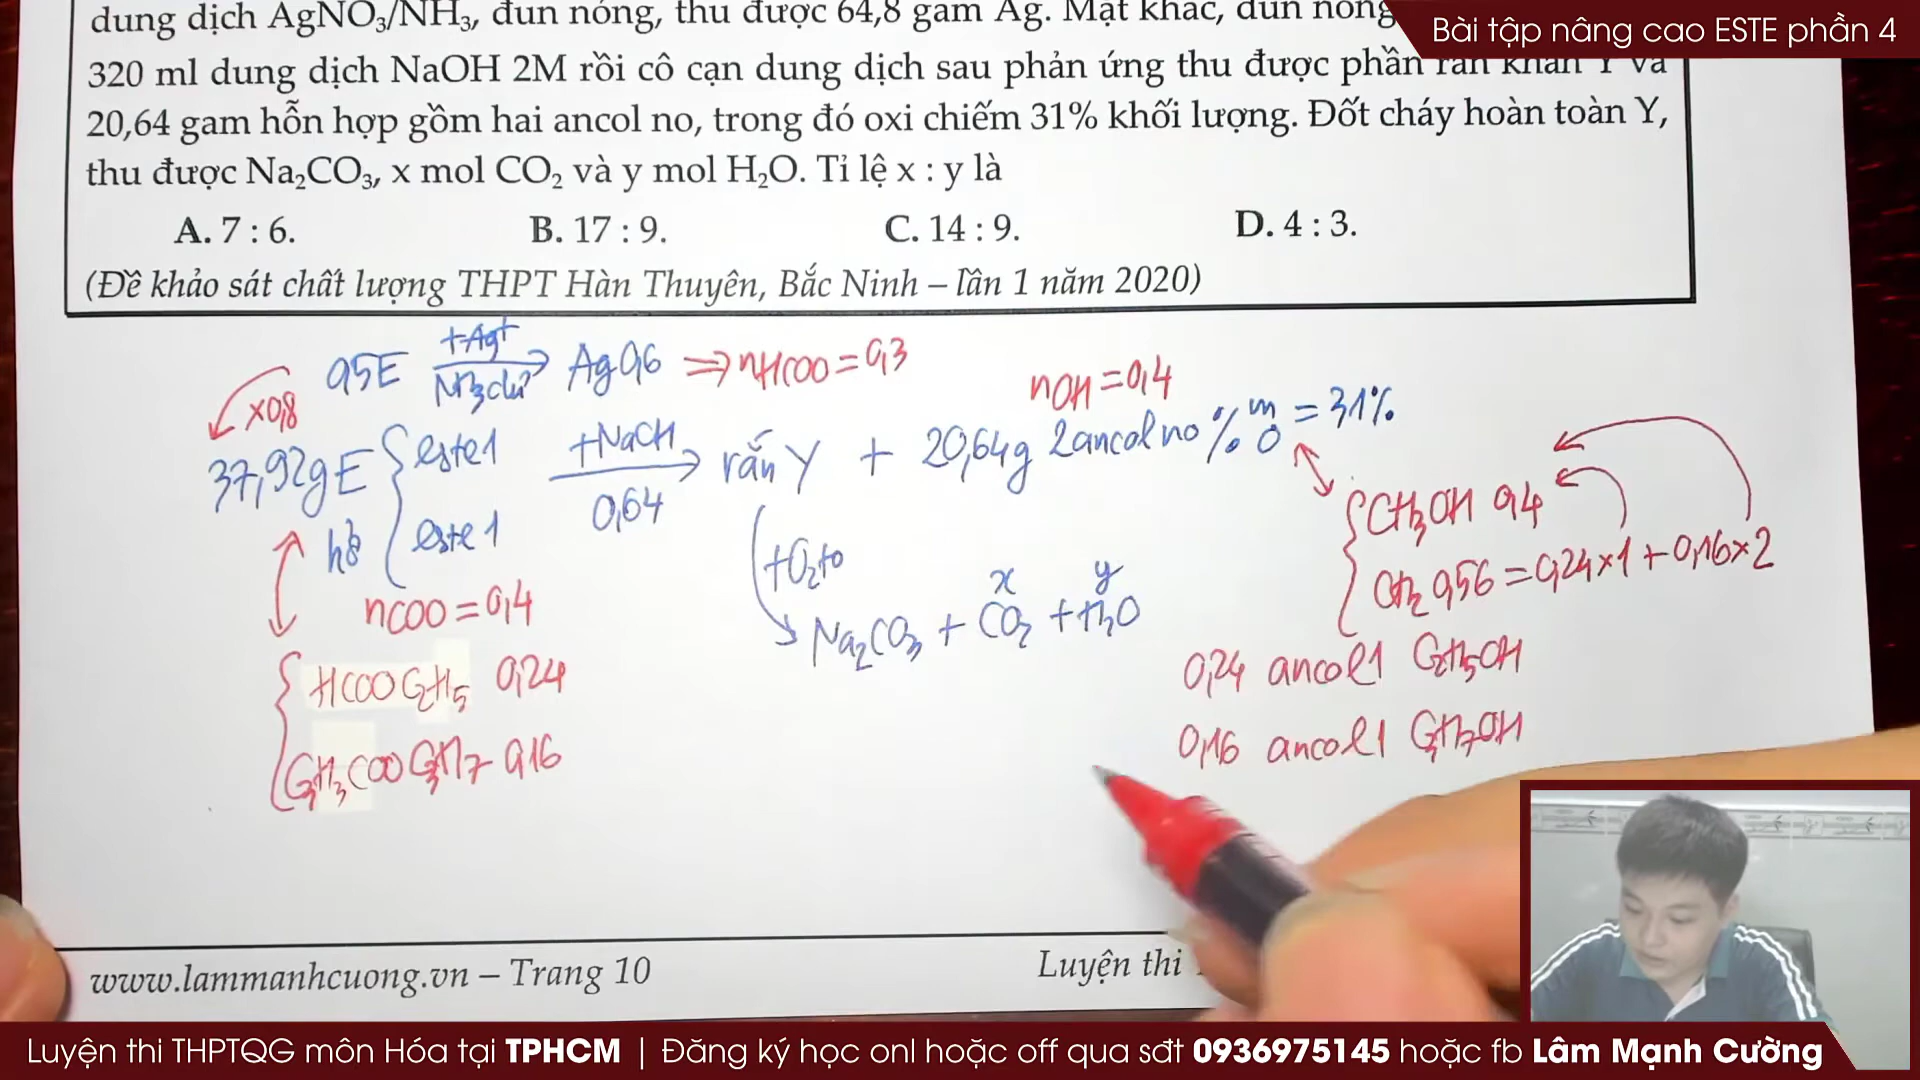 Bài tập nâng cao ESTE phần 4
dung dịch AgNO₃/NH₃, đun nóng, thu được 64,8 gam Ag. Mặt khác, đun nóng
320 ml dung dịch NaOH 2M rồi cô cạn dung dịch sau phản ứng thu được phần rắn khan Y và
20,64 gam hỗn hợp gồm hai ancol no, trong đó oxi chiếm 31% khối lượng. Đốt cháy hoàn toàn Y,
thu được Na₂CO₃, x mol CO₂ và y mol H₂O. Tỉ lệ x : y là
A. 7 : 6. B. 17 : 9. C. 14 : 9. D. 4 : 3.
(Đề khảo sát chất lượng THPT Hàn Thuyên, Bắc Ninh – lần 1 năm 2020)
0,5E +Ag⁺ NH₃ dư Ag 0,6 ⇒ nHCOO = 0,3
nOH = 0,4
×0,8
37,92g E este 1 +NaOH 0,64 rắn Y + 20,64g 2 ancol no %mO = 31%
hở este 1
CH₃OH 0,4
CH₂ 0,56 = 0,24×1 + 0,16×2
+O₂ t°
nCOO = 0,4
x y
Na₂CO₃ + CO₂ + H₂O
HCOOC₂H₅ 0,24
0,24 ancol 1 C₂H₅OH
C₃H₃COOC₃H₇ 0,16
0,16 ancol 1 C₃H₇OH
www.lammanhcuong.vn – Trang 10
Luyện thi
Luyện thi THPTQG môn Hóa tại TPHCM | Đăng ký học onl hoặc off qua sđt 0936975145 hoặc fb Lâm Mạnh Cường